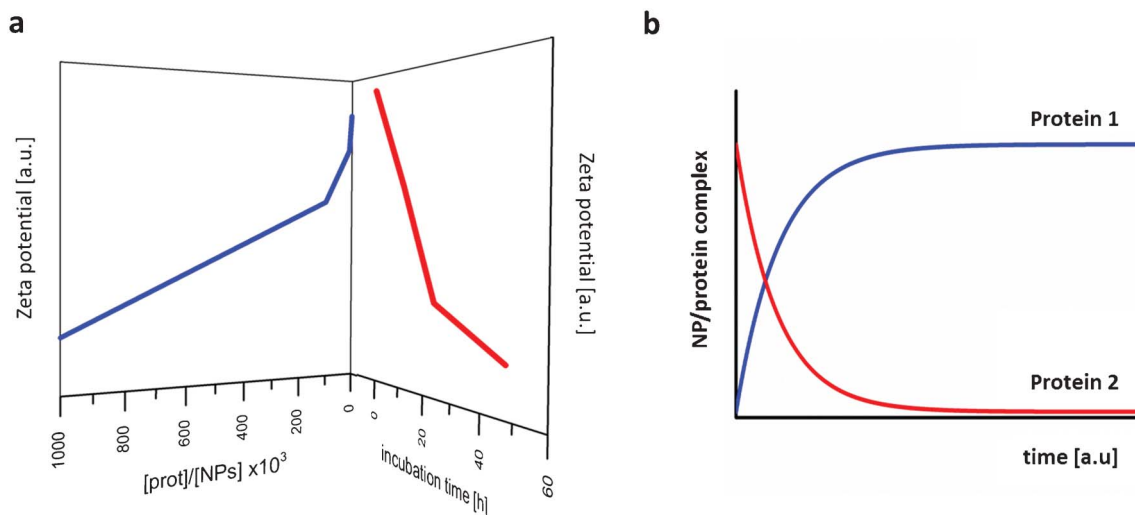 a
Zeta potential [a.u.]
1000
800
600
400
200
0
[prot]/[NPs] x10³
0
20
40
60
incubation time [h]
Zeta potential [a.u.]
b
NP/protein complex
Protein 1
Protein 2
time [a.u]